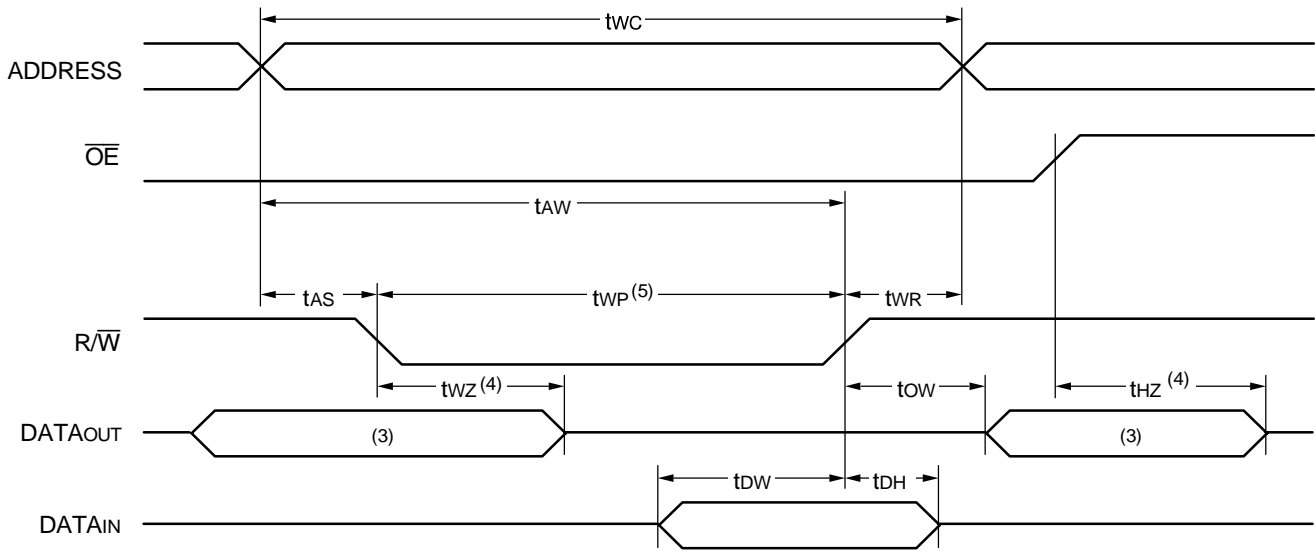 tWC
ADDRESS
OE
tAW
tAS
tWP(5)
tWR
R/W
tWZ(4)
tOW
tHZ(4)
DATAOUT
(3)
(3)
tDW
tDH
DATAIN